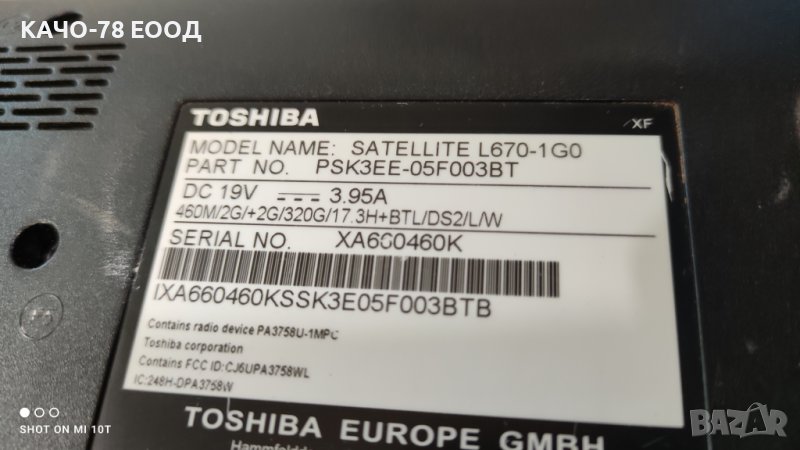 КАЧО-78 ЕООД
TOSHIBA
XF
MODEL NAME: SATELLITE L670-1G0
PART NO. PSK3EE-05F003BT
DC 19V 3.95A
460M/2G/+2G/320G/17.3H+BTL/DS2/L/W
SERIAL NO. XA660460K
IXA660460KSSK3E05F003BTB
Contains radio device PA3758U-1MPC
Toshiba corporation
Contains FCC ID:CJ6UPA3758WL
IC:248H-DPA3758W
TOSHIBA EUROPE GMBH
SHOT ON MI 10T
BAZAR